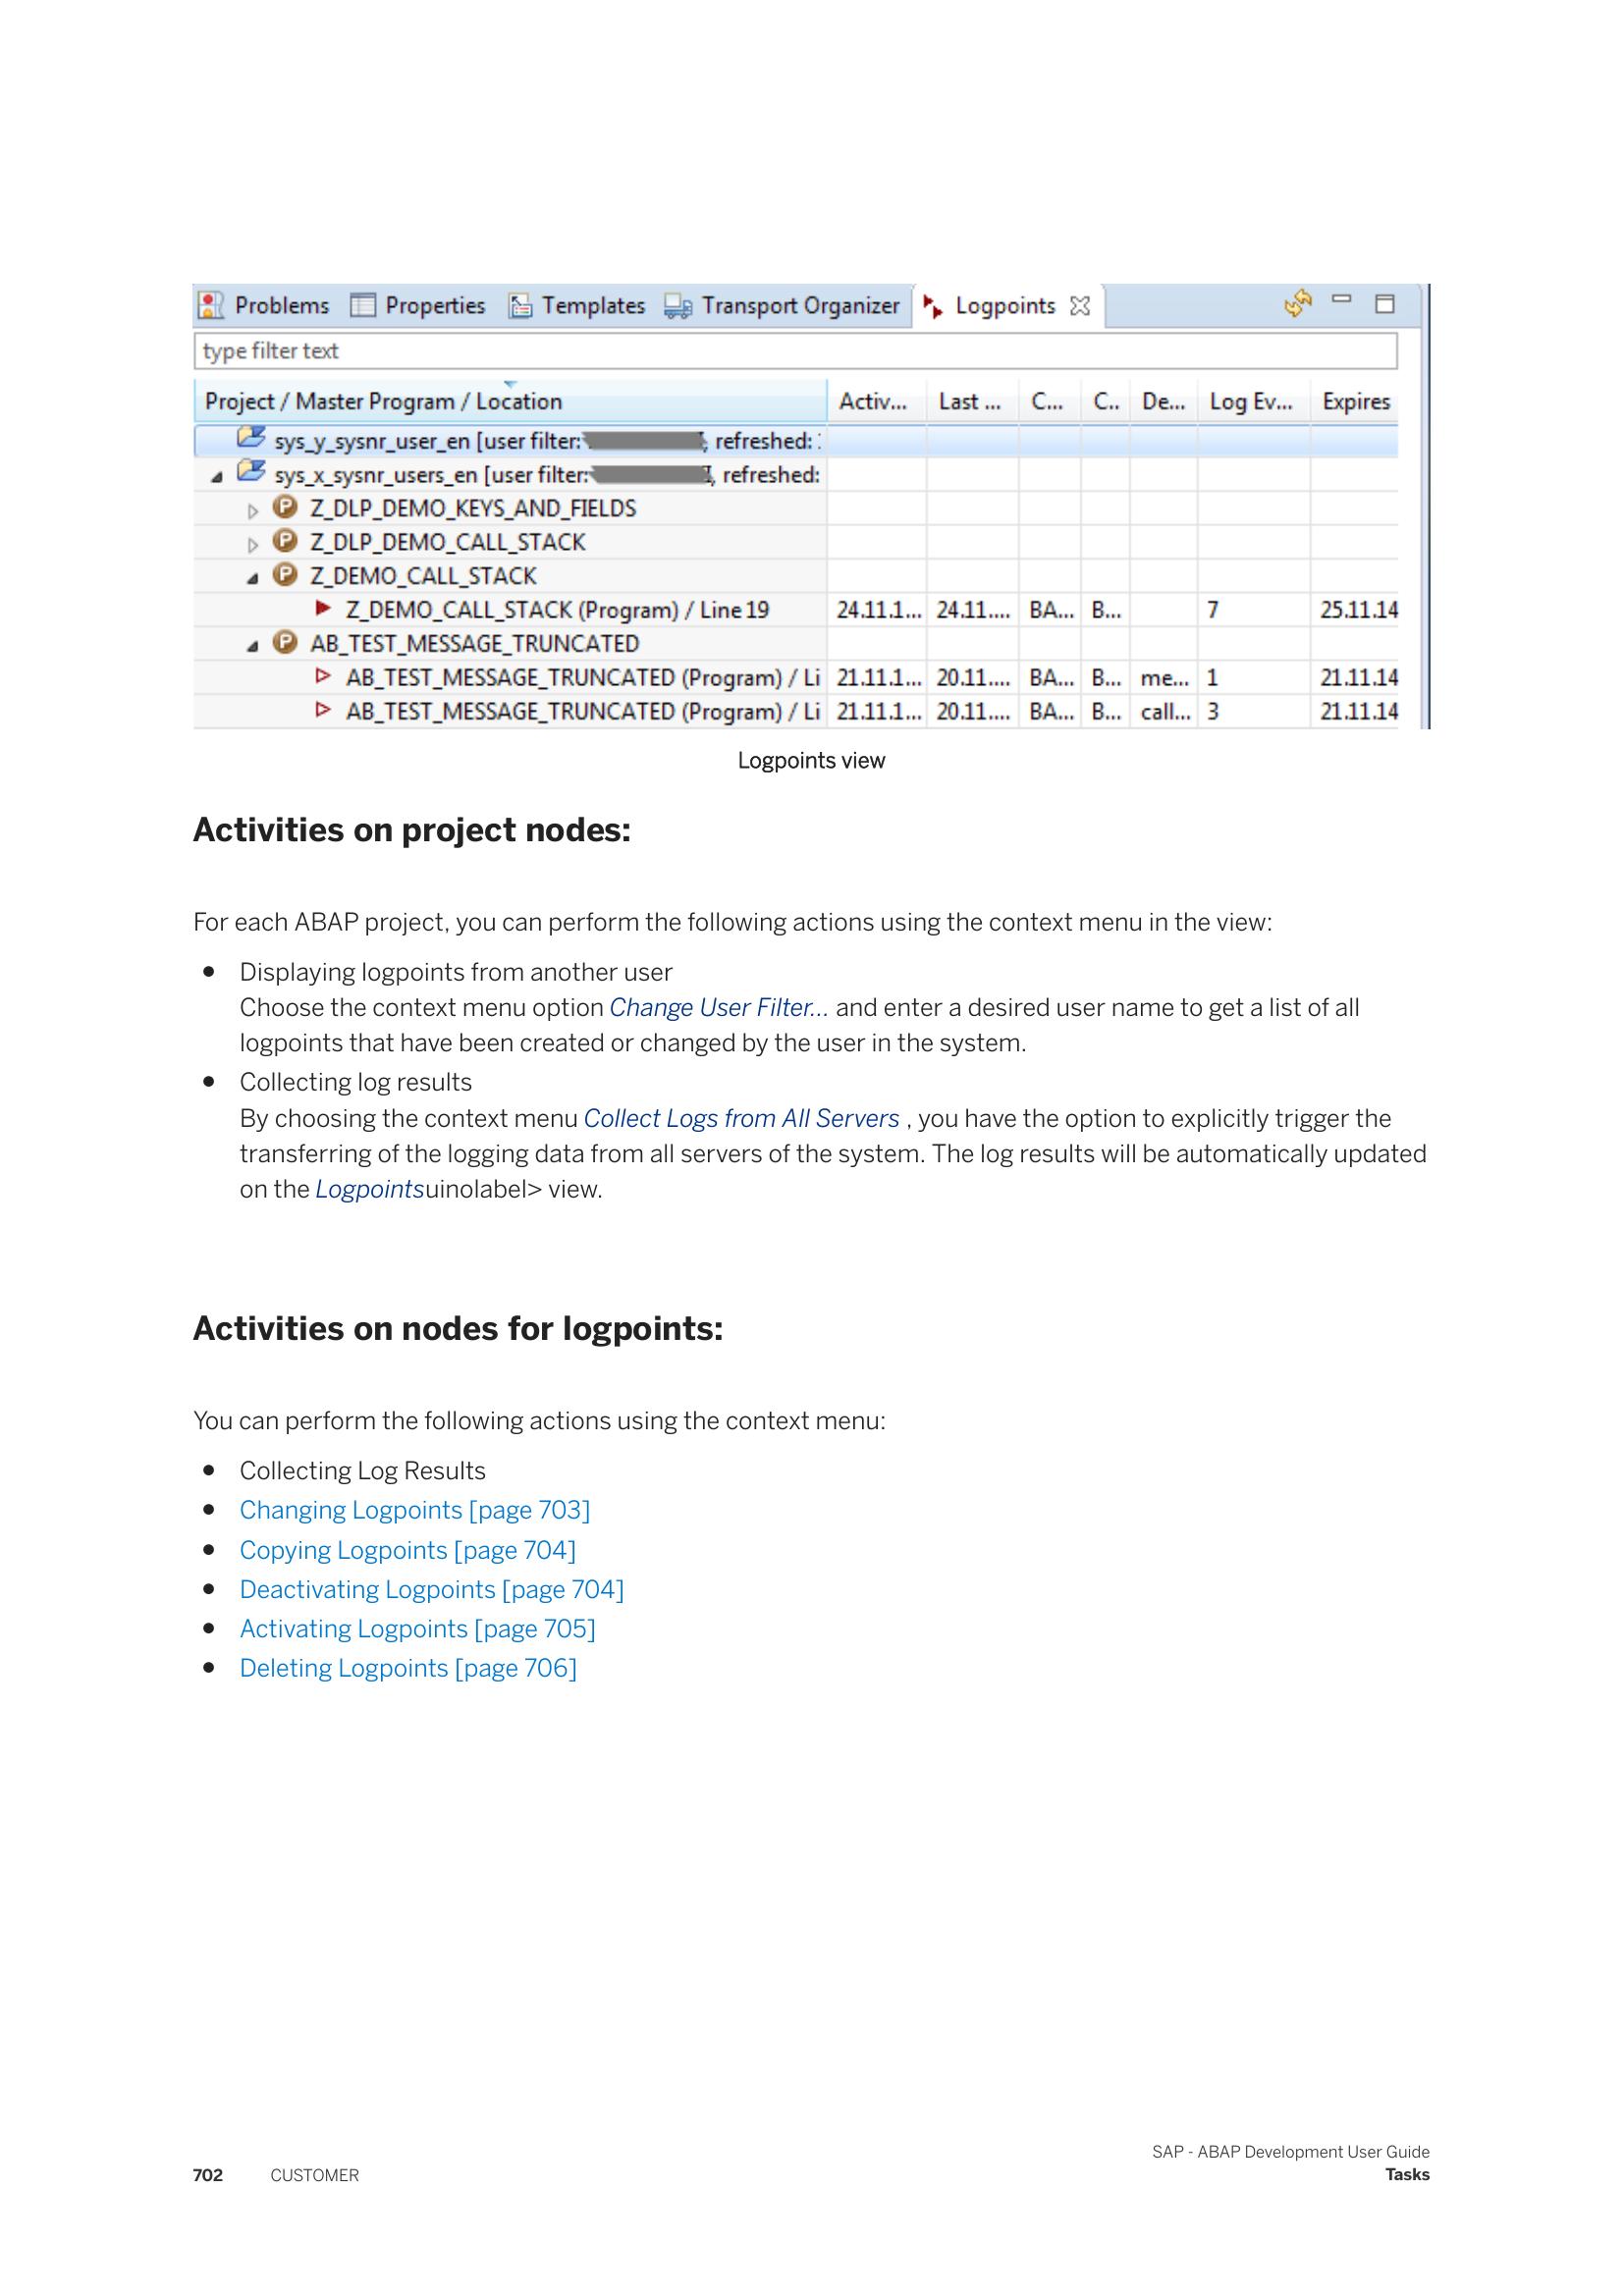 Problems Properties Templates Transport Organizer Logpoints
type filter text
Project / Master Program / Location Activ... Last ... C... C.. De... Log Ev... Expires
sys_y_sysnr_user_en [user filter: , refreshed:
sys_x_sysnr_users_en [user filter: , refreshed:
Z_DLP_DEMO_KEYS_AND_FIELDS
Z_DLP_DEMO_CALL_STACK
Z_DEMO_CALL_STACK
Z_DEMO_CALL_STACK (Program) / Line 19 24.11.1... 24.11.... BA... B... 7 25.11.14
AB_TEST_MESSAGE_TRUNCATED
AB_TEST_MESSAGE_TRUNCATED (Program) / Li 21.11.1... 20.11.... BA... B... me... 1 21.11.14
AB_TEST_MESSAGE_TRUNCATED (Program) / Li 21.11.1... 20.11.... BA... B... call... 3 21.11.14
Logpoints view
Activities on project nodes:
For each ABAP project, you can perform the following actions using the context menu in the view:
• Displaying logpoints from another user
Choose the context menu option Change User Filter... and enter a desired user name to get a list of all
logpoints that have been created or changed by the user in the system.
• Collecting log results
By choosing the context menu Collect Logs from All Servers , you have the option to explicitly trigger the
transferring of the logging data from all servers of the system. The log results will be automatically updated
on the Logpointsuinolabel> view.
Activities on nodes for logpoints:
You can perform the following actions using the context menu:
• Collecting Log Results
• Changing Logpoints [page 703]
• Copying Logpoints [page 704]
• Deactivating Logpoints [page 704]
• Activating Logpoints [page 705]
• Deleting Logpoints [page 706]
SAP - ABAP Development User Guide
702 CUSTOMER Tasks